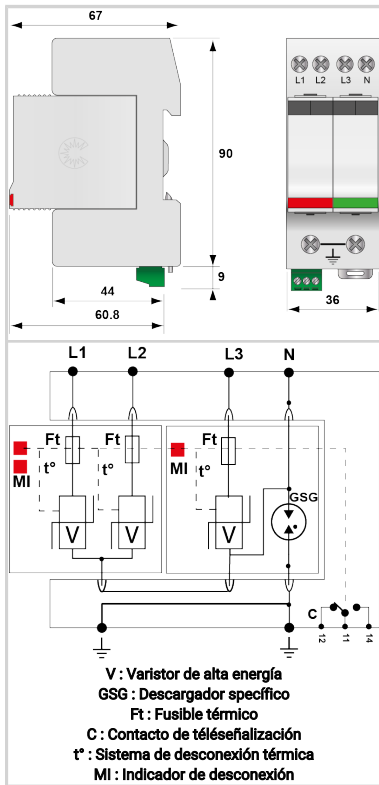 67
L1 L2 L3 N
90
9
44
36
60.8
L1 L2 L3 N
Ft Ft Ft
t° t° MI t°
MI
GSG
V V V
C
12 11 14
V : Varistor de alta energía
GSG : Descargador specífico
Ft : Fusible térmico
C : Contacto de téléseñalización
t° : Sistema de desconexión térmica
MI : Indicador de desconexión